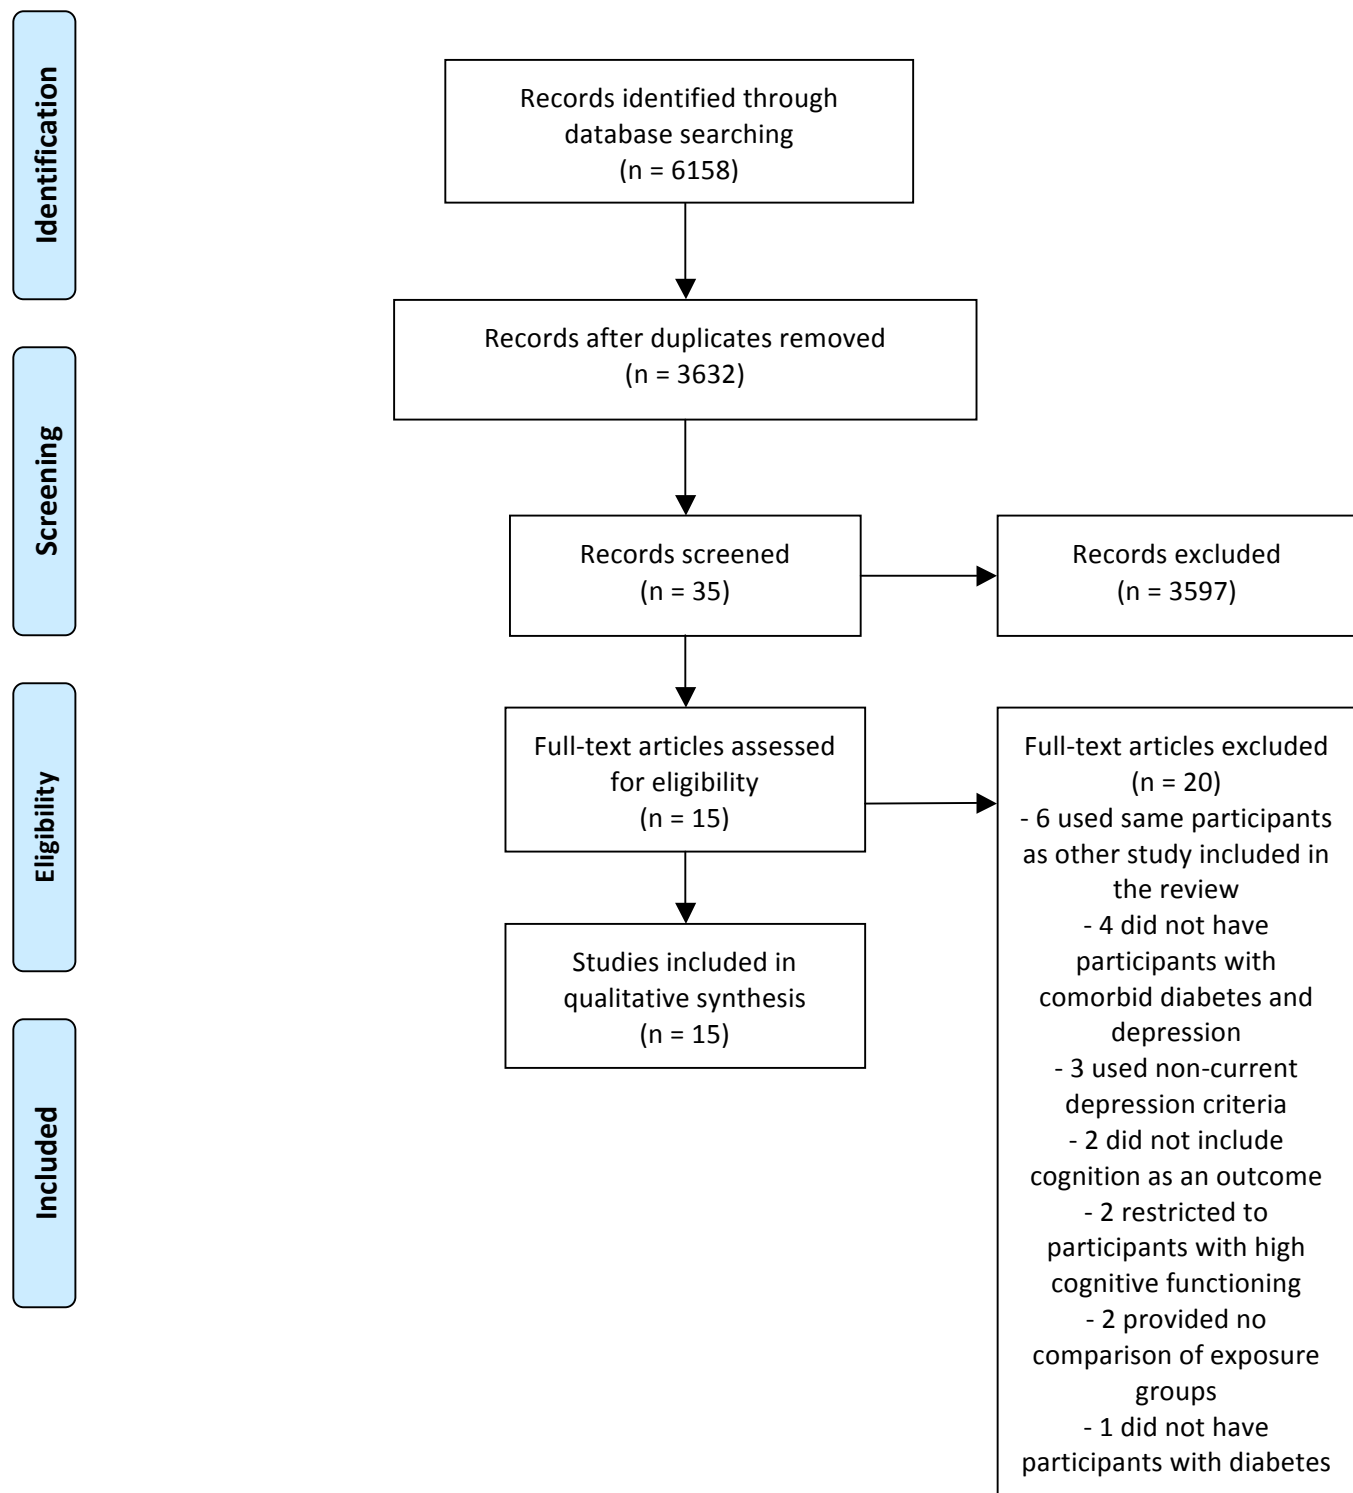 Identification
Records identified through
database searching
(n = 6158)
Records after duplicates removed
(n = 3632)
Screening
Records screened
(n = 35)
Records excluded
(n = 3597)
Eligibility
Full-text articles assessed
for eligibility
(n = 15)
Full-text articles excluded
(n = 20)
- 6 used same participants
as other study included in
the review
- 4 did not have
participants with
comorbid diabetes and
depression
- 3 used non-current
depression criteria
- 2 did not include
cognition as an outcome
- 2 restricted to
participants with high
cognitive functioning
- 2 provided no
comparison of exposure
groups
- 1 did not have
participants with diabetes
Included
Studies included in
qualitative synthesis
(n = 15)